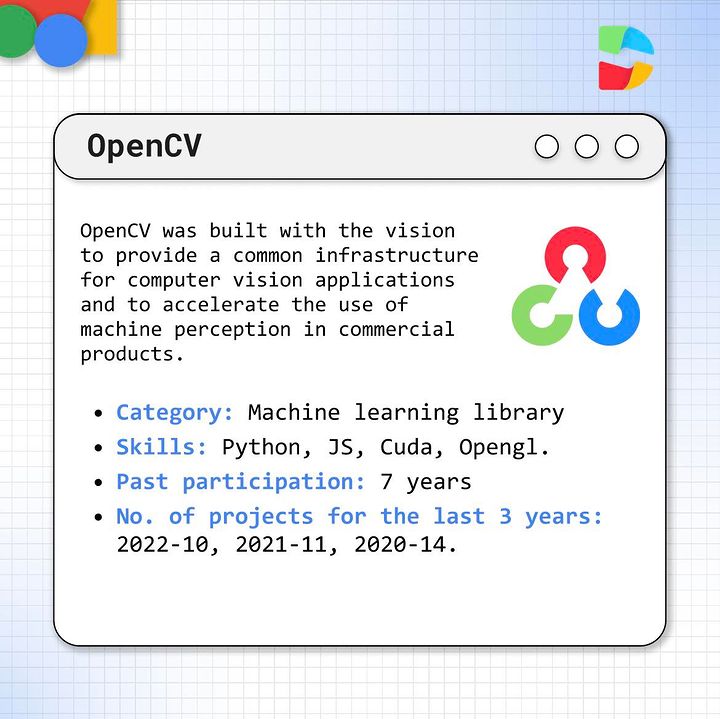 OpenCV
OpenCV was built with the vision
to provide a common infrastructure
for computer vision applications
and to accelerate the use of
machine perception in commercial
products.
• Category: Machine learning library
• Skills: Python, JS, Cuda, Opengl.
• Past participation: 7 years
• No. of projects for the last 3 years:
2022-10, 2021-11, 2020-14.